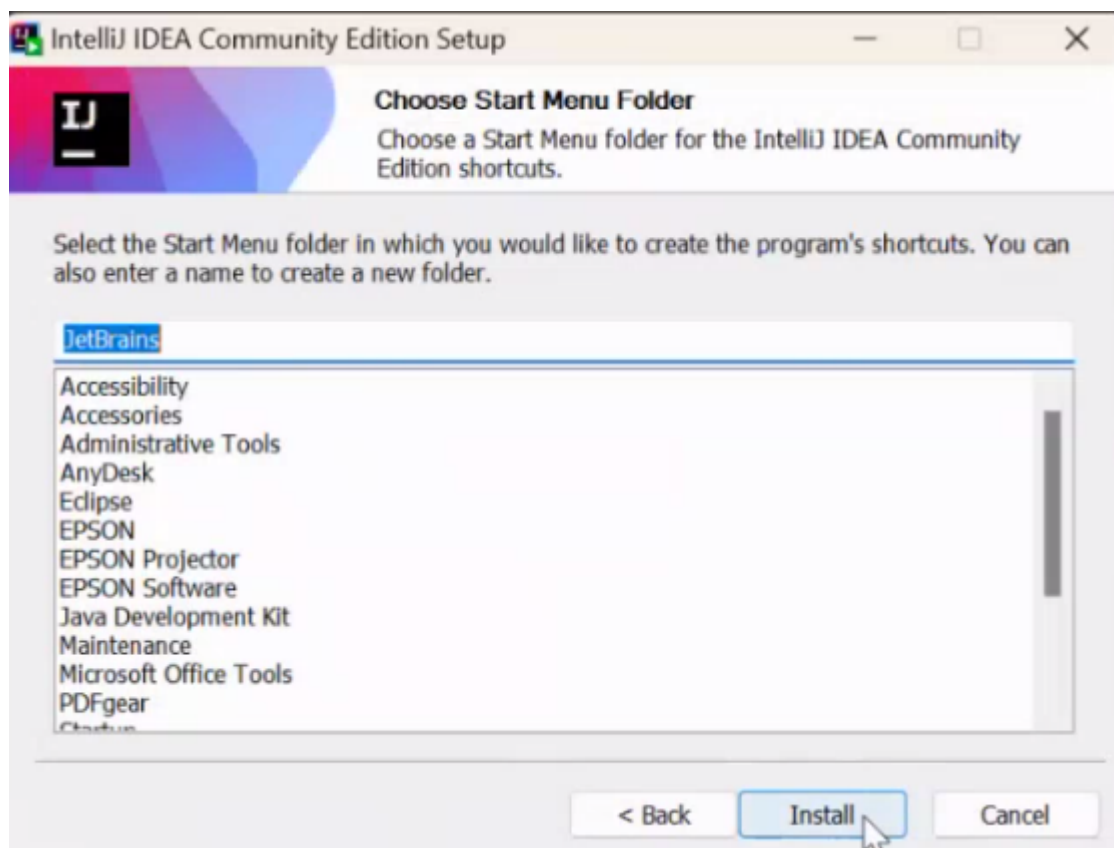 IntelliJ IDEA Community Edition Setup
IJ
Choose Start Menu Folder
Choose a Start Menu folder for the IntelliJ IDEA Community
Edition shortcuts.
Select the Start Menu folder in which you would like to create the program's shortcuts. You can
also enter a name to create a new folder.
JetBrains
Accessibility
Accessories
Administrative Tools
AnyDesk
Eclipse
EPSON
EPSON Projector
EPSON Software
Java Development Kit
Maintenance
Microsoft Office Tools
PDFgear
Startup
< Back
Install
Cancel